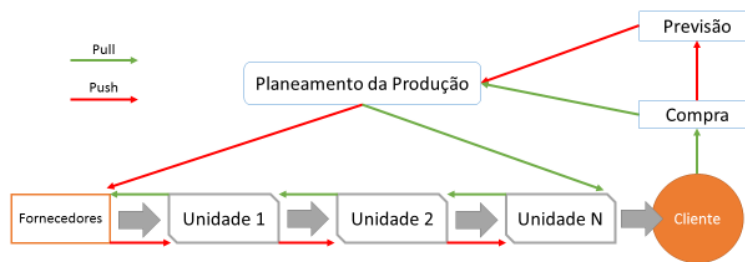 Previsão
Pull
Planeamento da Produção
Push
Compra
Fornecedores
Unidade 1
Unidade 2
Unidade N
Cliente